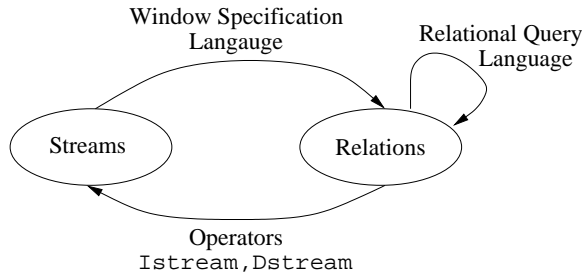 Window Specification
Langauge
Relational Query
Language
Streams
Relations
Operators
Istream,Dstream